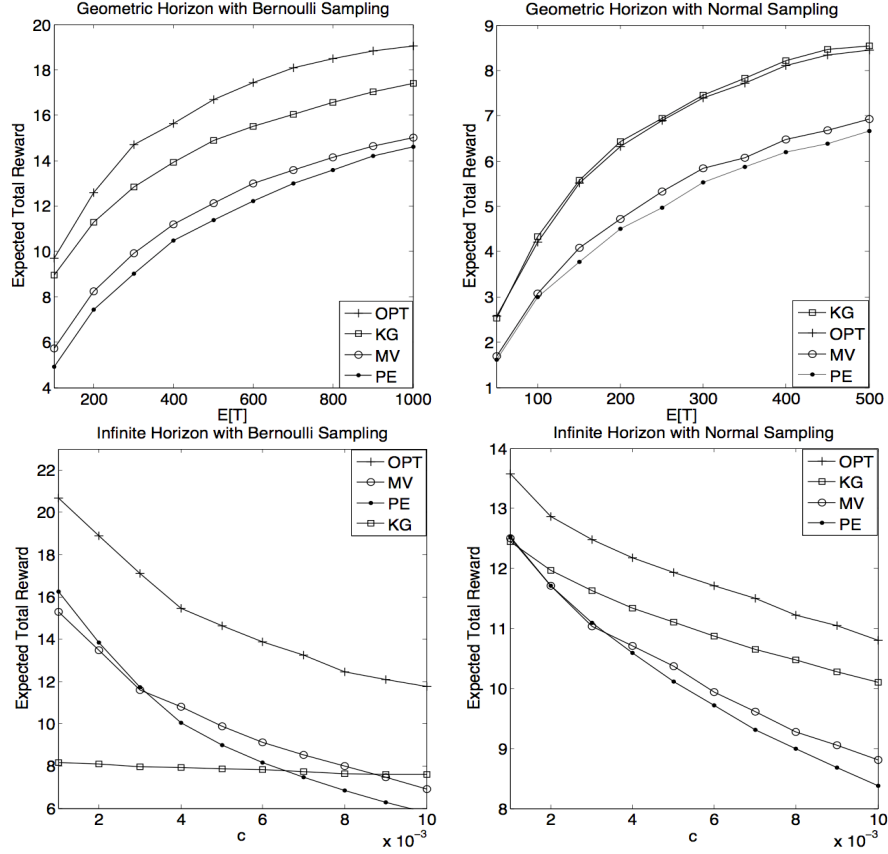 Geometric Horizon with Bernoulli Sampling
Expected Total Reward
20
18
16
14
12
10
8
6
4
200
400
600
800
1000
E[T]
OPT
KG
MV
PE
Geometric Horizon with Normal Sampling
Expected Total Reward
9
8
7
6
5
4
3
2
1
100
200
300
400
500
E[T]
KG
OPT
MV
PE
Infinite Horizon with Bernoulli Sampling
Expected Total Reward
22
20
18
16
14
12
10
8
6
2
4
6
8
10
c
x 10⁻³
OPT
MV
PE
KG
Infinite Horizon with Normal Sampling
Expected Total Reward
14
13
12
11
10
9
8
2
4
6
8
10
c
x 10⁻³
OPT
KG
MV
PE